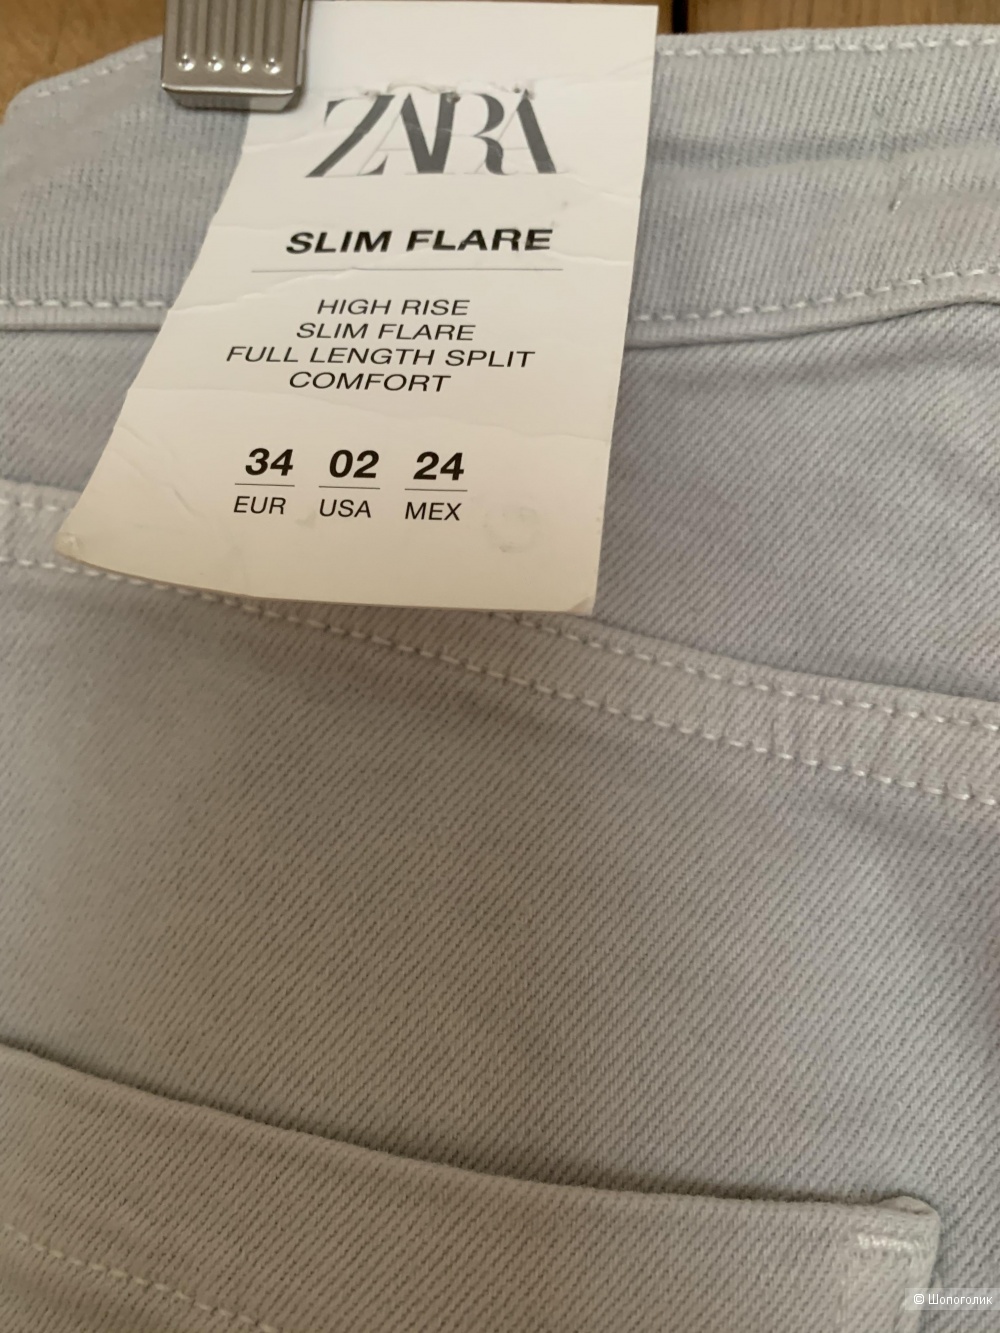 ZARA
SLIM FLARE
HIGH RISE
SLIM FLARE
FULL LENGTH SPLIT
COMFORT
34 02 24
EUR USA MEX
© Шопоголик